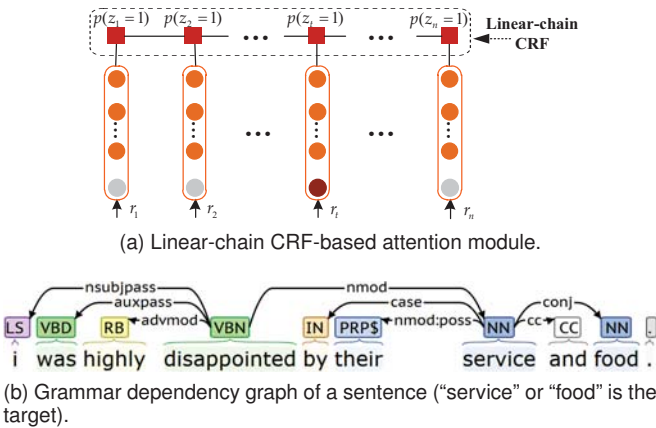 p(z₁ = 1) p(z₂ = 1) p(zₜ = 1) p(zₙ = 1)
Linear-chain
CRF
r₁ r₂ rₜ rₙ
(a) Linear-chain CRF-based attention module.
nsubjpass nmod
auxpass case conj
advmod nmod:poss cc
LS VBD RB VBN IN PRP$ NN CC NN .
i was highly disappointed by their service and food .
(b) Grammar dependency graph of a sentence (“service” or “food” is the
target).